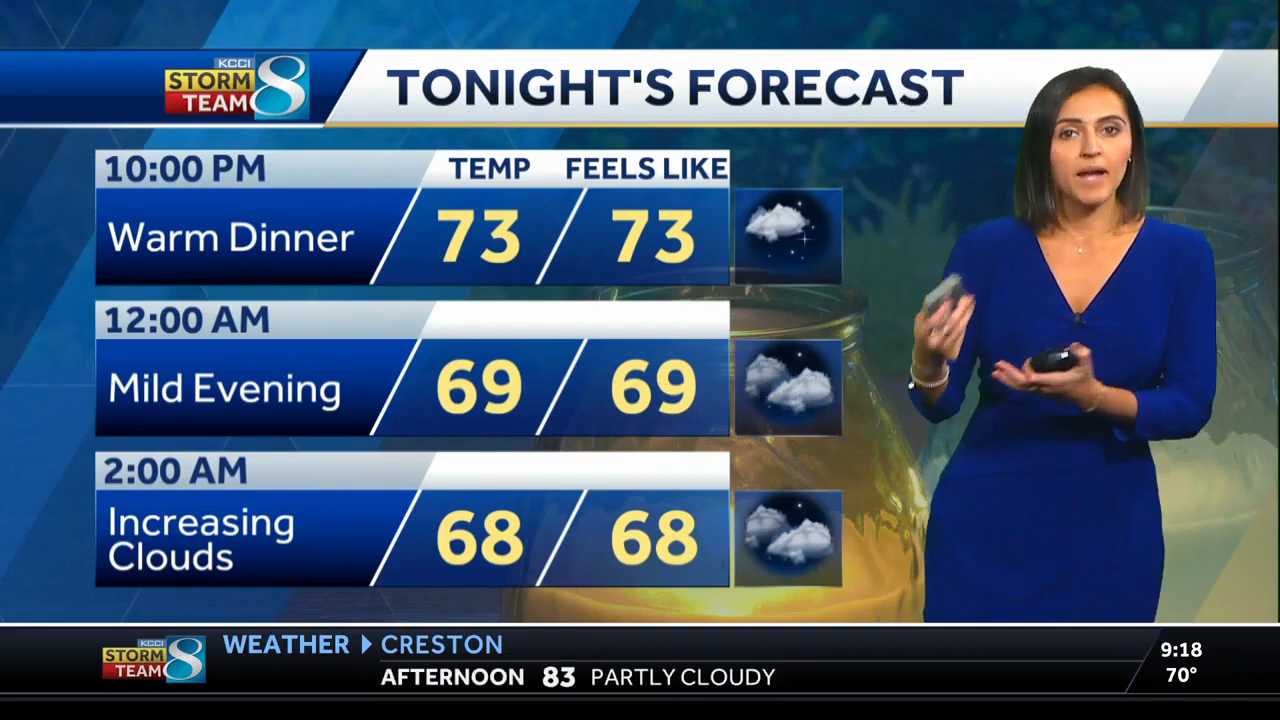 KCCI
STORM
TEAM 8
TONIGHT'S FORECAST
10:00 PM TEMP FEELS LIKE
Warm Dinner 73 73
12:00 AM
Mild Evening 69 69
2:00 AM
Increasing
Clouds
68 68
KCCI
STORM
TEAM 8
WEATHER CRESTON
AFTERNOON 83 PARTLY CLOUDY
9:18
70°